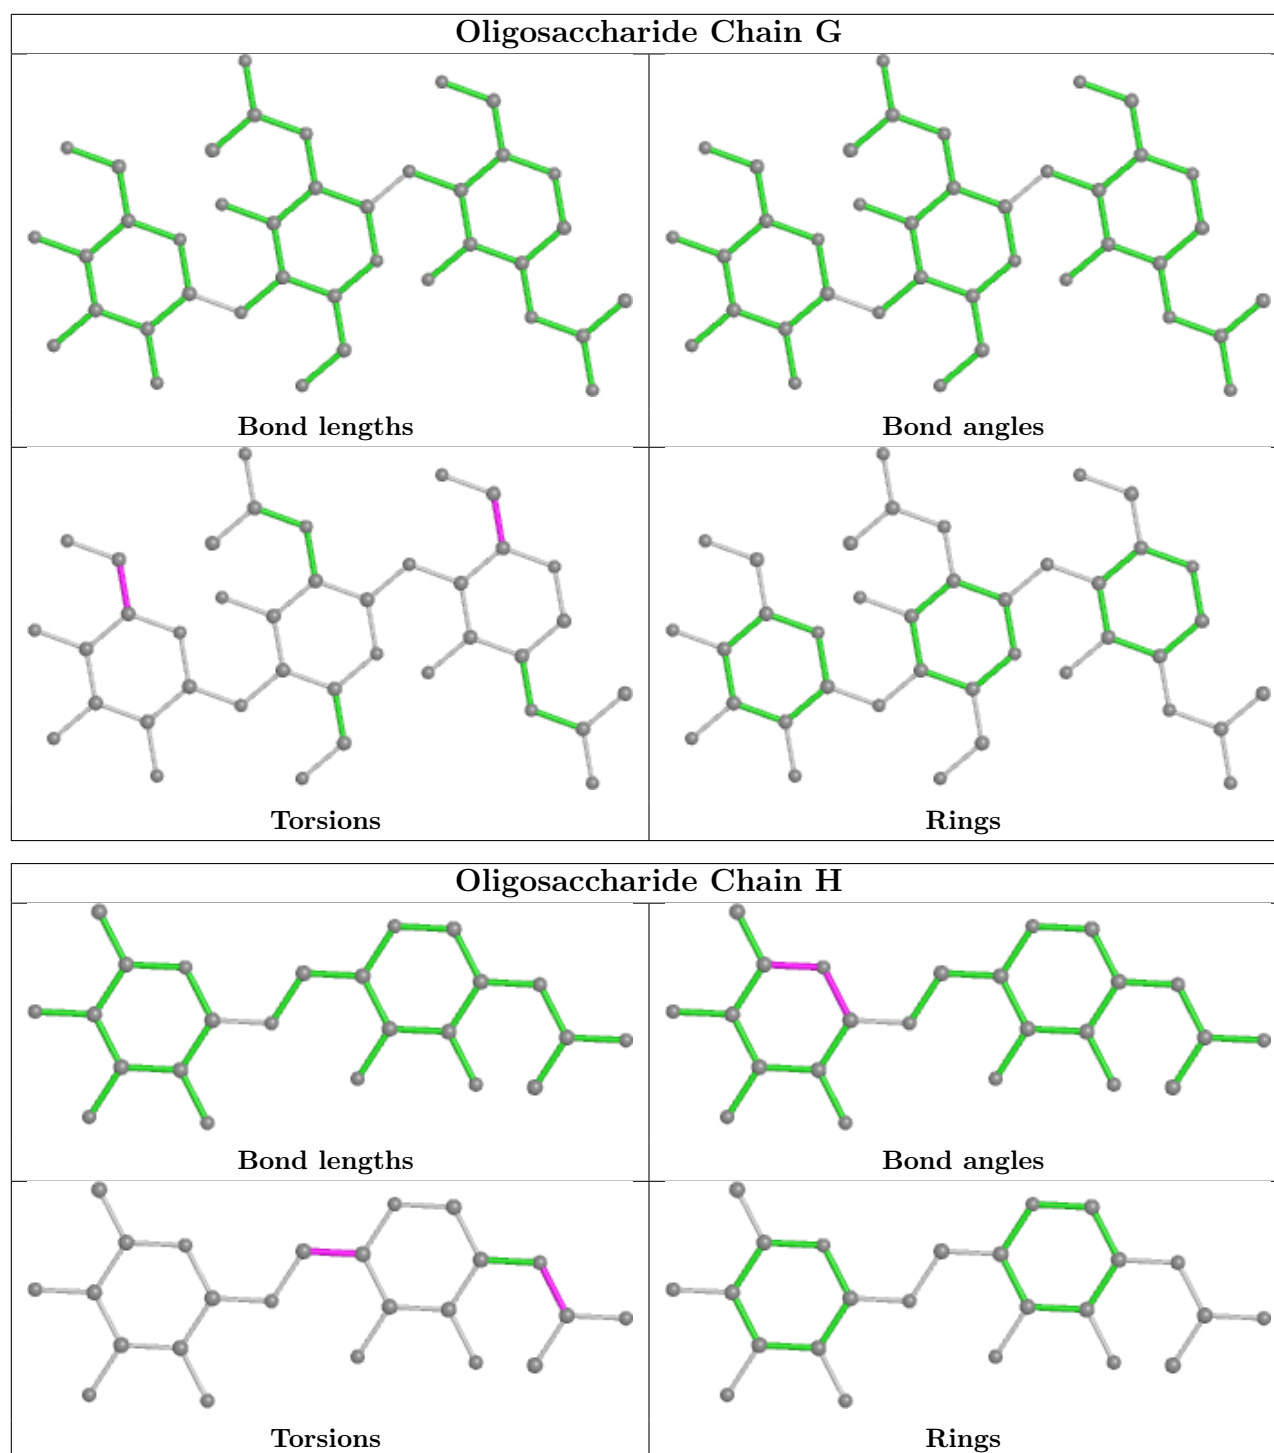 Oligosaccharide Chain G
Bond lengths
Bond angles
Torsions
Rings
Oligosaccharide Chain H
Bond lengths
Bond angles
Torsions
Rings